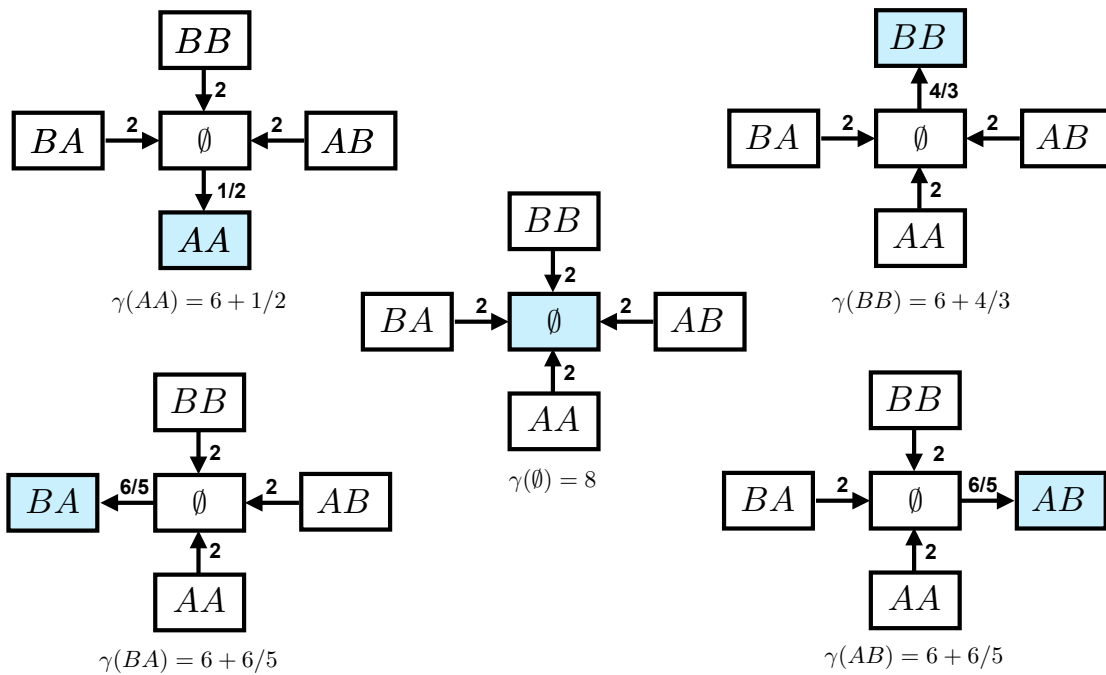 BB
2
BA
2
∅
2
AB
1/2
AA
γ(AA) = 6 + 1/2
BB
4/3
BA
2
∅
2
AB
2
AA
γ(BB) = 6 + 4/3
BB
2
BA
2
∅
2
AB
2
AA
γ(∅) = 8
BB
2
BA
6/5
∅
2
AB
2
AA
γ(BA) = 6 + 6/5
BB
2
BA
2
∅
6/5
AB
2
AA
γ(AB) = 6 + 6/5